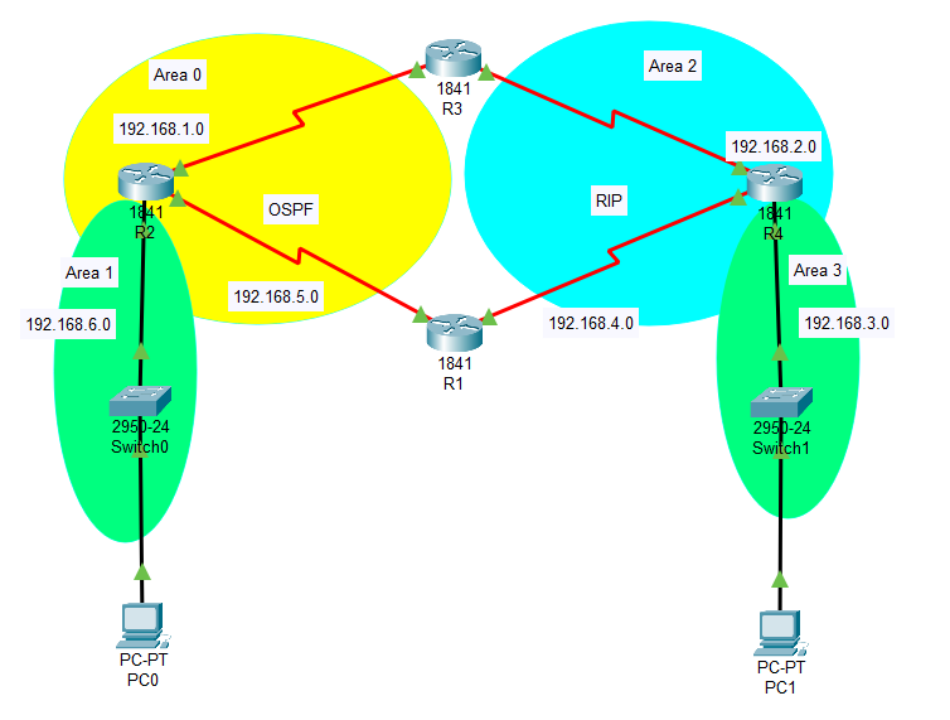 Area 0
1841
R3
Area 2
192.168.1.0
192.168.2.0
1841
R2
OSPF
RIP
1841
R4
Area 1
Area 3
192.168.5.0
192.168.6.0
192.168.4.0
192.168.3.0
1841
R1
2950-24
Switch0
2950-24
Switch1
PC-PT
PC0
PC-PT
PC1